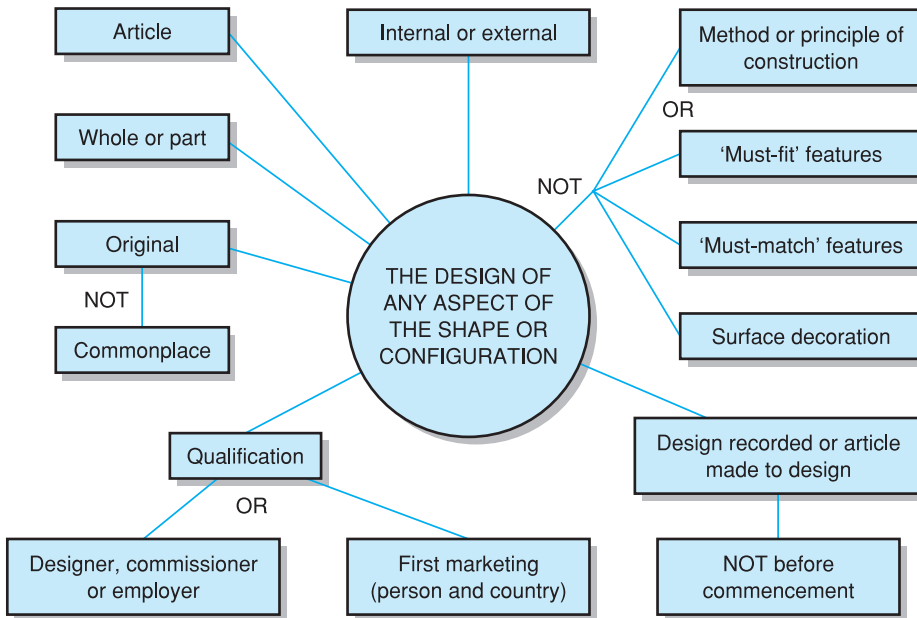 Article
Internal or external
Method or principle of
construction
OR
Whole or part
'Must-fit' features
NOT
Original
'Must-match' features
THE DESIGN OF
ANY ASPECT OF
THE SHAPE OR
CONFIGURATION
NOT
Commonplace
Surface decoration
Qualification
OR
Design recorded or article
made to design
Designer, commissioner
or employer
First marketing
(person and country)
NOT before
commencement